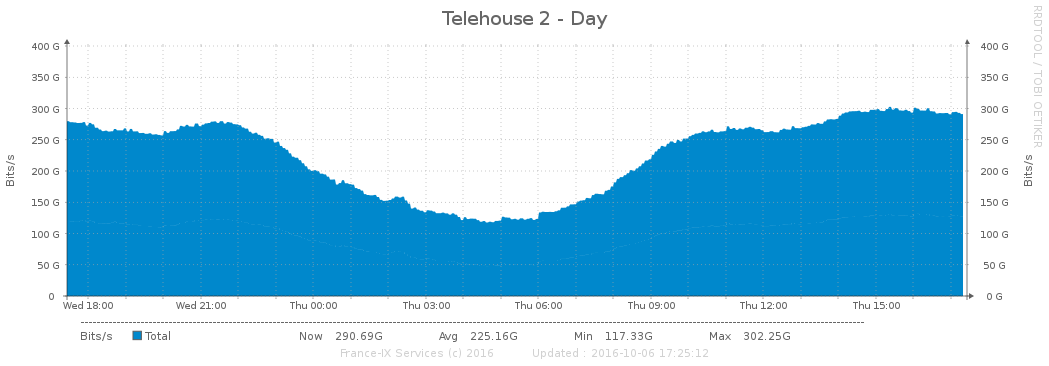 Telehouse 2 - Day
RRDTOOL / TOBI OETIKER
400 G 400 G
350 G 350 G
300 G 300 G
250 G 250 G
200 G 200 G
150 G 150 G
100 G 100 G
50 G 50 G
0 0 G
Bits/s
Bits/s
Wed 18:00 Wed 21:00 Thu 00:00 Thu 03:00 Thu 06:00 Thu 09:00 Thu 12:00 Thu 15:00
Bits/s Total Now 290.69G Avg 225.16G Min 117.33G Max 302.25G
France-IX Services (c) 2016 Updated : 2016-10-06 17:25:12